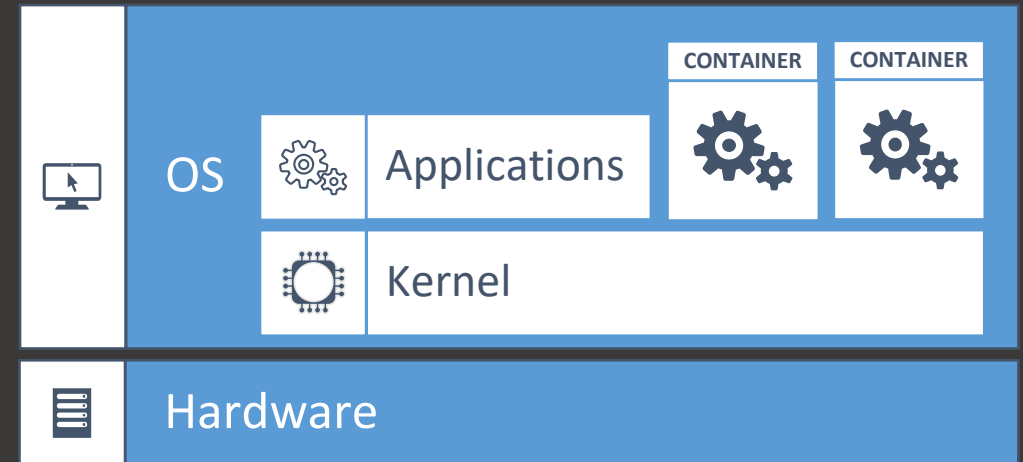 CONTAINER
CONTAINER
OS
Applications
Kernel
Hardware